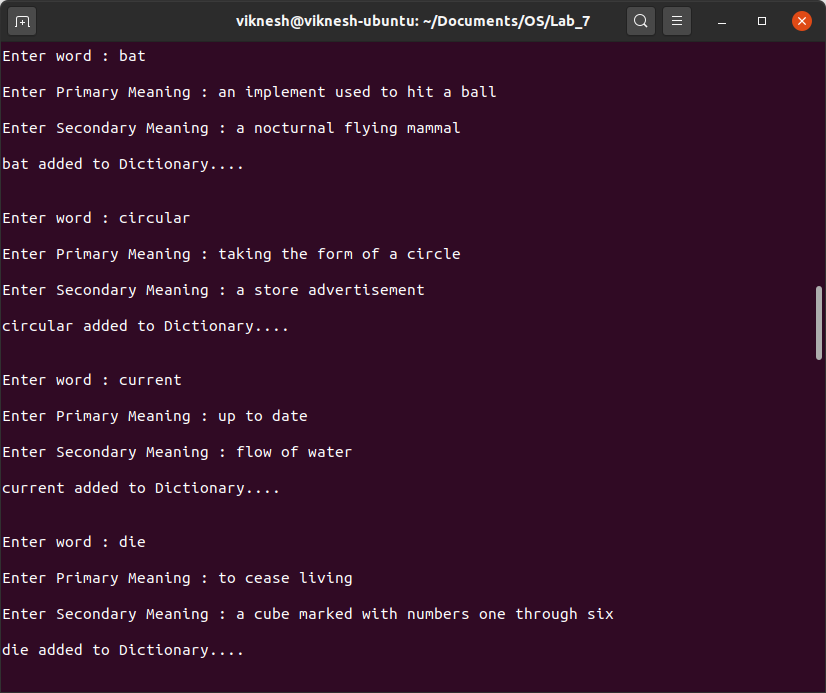 viknesh@viknesh-ubuntu: ~/Documents/OS/Lab_7
Enter word : bat
Enter Primary Meaning : an implement used to hit a ball
Enter Secondary Meaning : a nocturnal flying mammal
bat added to Dictionary....
Enter word : circular
Enter Primary Meaning : taking the form of a circle
Enter Secondary Meaning : a store advertisement
circular added to Dictionary....
Enter word : current
Enter Primary Meaning : up to date
Enter Secondary Meaning : flow of water
current added to Dictionary....
Enter word : die
Enter Primary Meaning : to cease living
Enter Secondary Meaning : a cube marked with numbers one through six
die added to Dictionary....